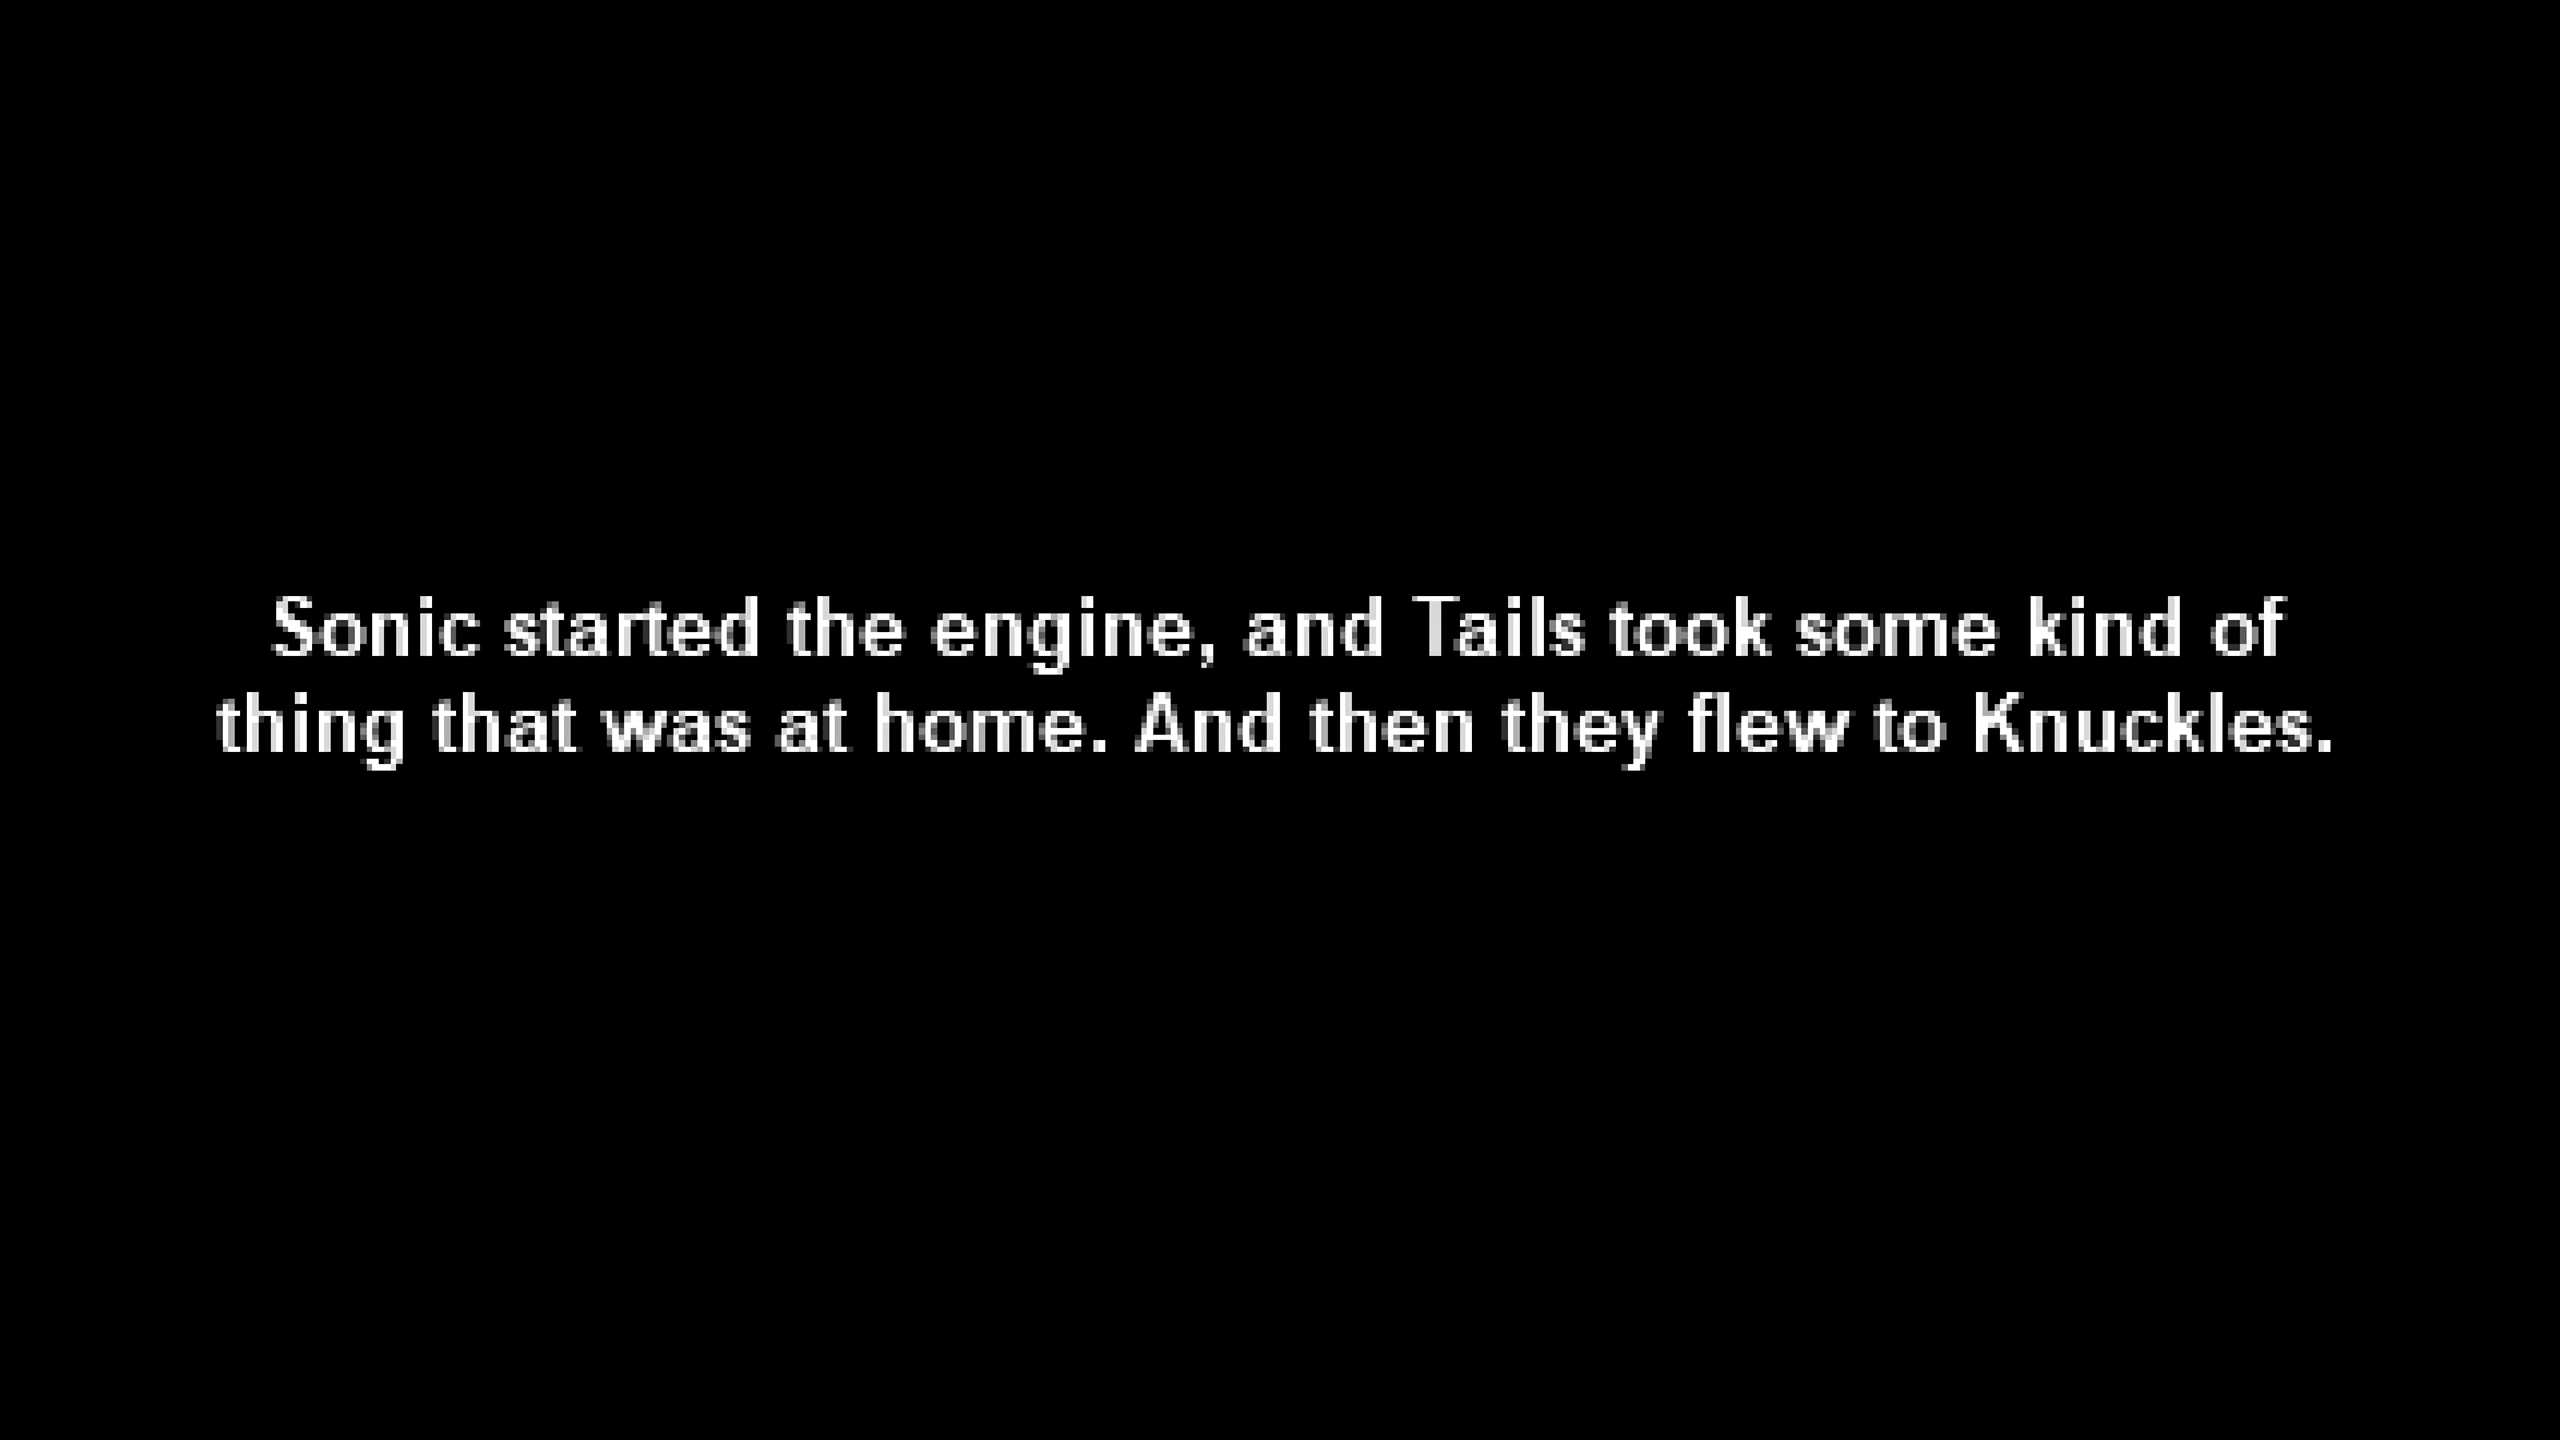 Sonic started the engine, and Tails took some kind of
thing that was at home. And then they flew to Knuckles.